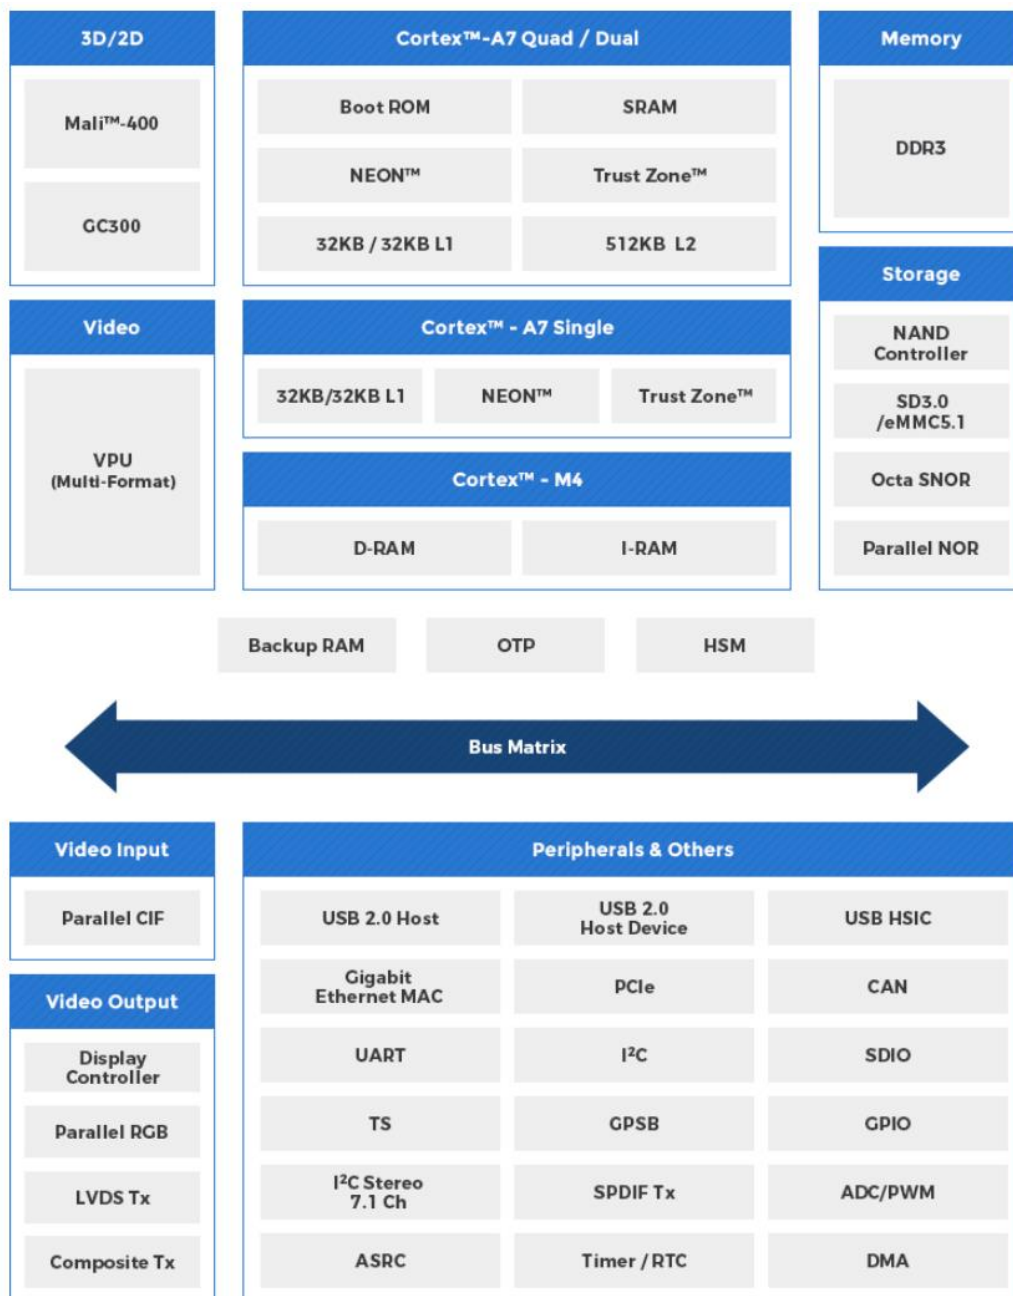 3D/2D
Mali™-400
GC300
Cortex™-A7 Quad / Dual
Boot ROM
SRAM
NEON™
Trust Zone™
32KB / 32KB L1
512KB L2
Memory
DDR3
Video
VPU
(Multi-Format)
Cortex™ - A7 Single
32KB/32KB L1
NEON™
Trust Zone™
Cortex™ - M4
D-RAM
I-RAM
Storage
NAND
Controller
SD3.0
/eMMC5.1
Octa SNOR
Parallel NOR
Backup RAM
OTP
HSM
Bus Matrix
Video Input
Parallel CIF
Video Output
Display
Controller
Parallel RGB
LVDS Tx
Composite Tx
Peripherals & Others
USB 2.0 Host
USB 2.0
Host Device
USB HSIC
Gigabit
Ethernet MAC
PCIe
CAN
UART
I²C
SDIO
TS
GPSB
GPIO
I²C Stereo
7.1 Ch
SPDIF Tx
ADC/PWM
ASRC
Timer / RTC
DMA